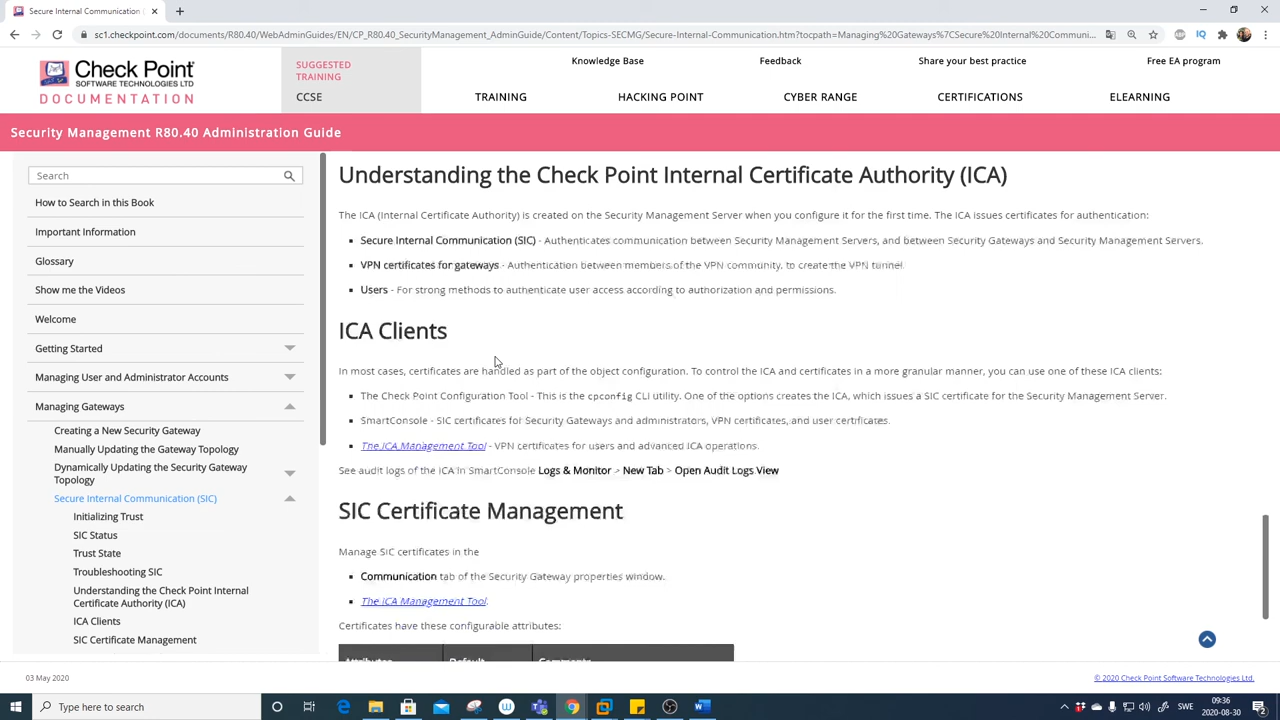 Secure Internal Communication (
sc1.checkpoint.com/documents/R80.40/WebAdminGuides/EN/CP_R80.40_SecurityManagement_AdminGuide/Content/Topics-SECMG/Secure-Internal-Communication.htm?tocpath=Managing%20Gateways%7CSecure%20Internal%20Communi...
Check Point
SOFTWARE TECHNOLOGIES LTD
DOCUMENTATION
SUGGESTED
TRAINING
CCSE
Knowledge Base
Feedback
Share your best practice
Free EA program
TRAINING
HACKING POINT
CYBER RANGE
CERTIFICATIONS
ELEARNING
Security Management R80.40 Administration Guide
Search
How to Search in this Book
Important Information
Glossary
Show me the Videos
Welcome
Getting Started
Managing User and Administrator Accounts
Managing Gateways
Creating a New Security Gateway
Manually Updating the Gateway Topology
Dynamically Updating the Security Gateway
Topology
Secure Internal Communication (SIC)
Initializing Trust
SIC Status
Trust State
Troubleshooting SIC
Understanding the Check Point Internal
Certificate Authority (ICA)
ICA Clients
SIC Certificate Management
Understanding the Check Point Internal Certificate Authority (ICA)
The ICA (Internal Certificate Authority) is created on the Security Management Server when you configure it for the first time. The ICA issues certificates for authentication:
Secure Internal Communication (SIC) - Authenticates communication between Security Management Servers, and between Security Gateways and Security Management Servers.
VPN certificates for gateways - Authentication between members of the VPN community, to create the VPN tunnel.
Users - For strong methods to authenticate user access according to authorization and permissions.
ICA Clients
In most cases, certificates are handled as part of the object configuration. To control the ICA and certificates in a more granular manner, you can use one of these ICA clients:
The Check Point Configuration Tool - This is the cpconfig CLI utility. One of the options creates the ICA, which issues a SIC certificate for the Security Management Server.
SmartConsole - SIC certificates for Security Gateways and administrators, VPN certificates, and user certificates.
The ICA Management Tool - VPN certificates for users and advanced ICA operations.
See audit logs of the ICA in SmartConsole Logs & Monitor > New Tab > Open Audit Logs View
SIC Certificate Management
Manage SIC certificates in the
Communication tab of the Security Gateway properties window.
The ICA Management Tool.
Certificates have these configurable attributes:
Attributes Default Comments
03 May 2020
© 2020 Check Point Software Technologies Ltd.
Type here to search
SWE
09:36
2020-08-30